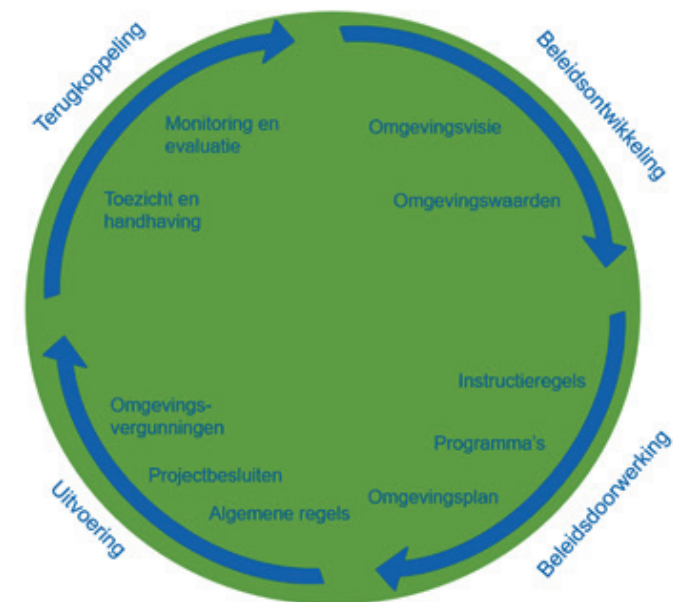 Terugkoppeling
Beleidsontwikkeling
Monitoring en
evaluatie
Omgevingsvisie
Toezicht en
handhaving
Omgevingswaarden
Instructieregels
Omgevings-
vergunningen
Programma's
Projectbesluiten
Omgevingsplan
Algemene regels
Uitvoering
Beleidsdoorwerking